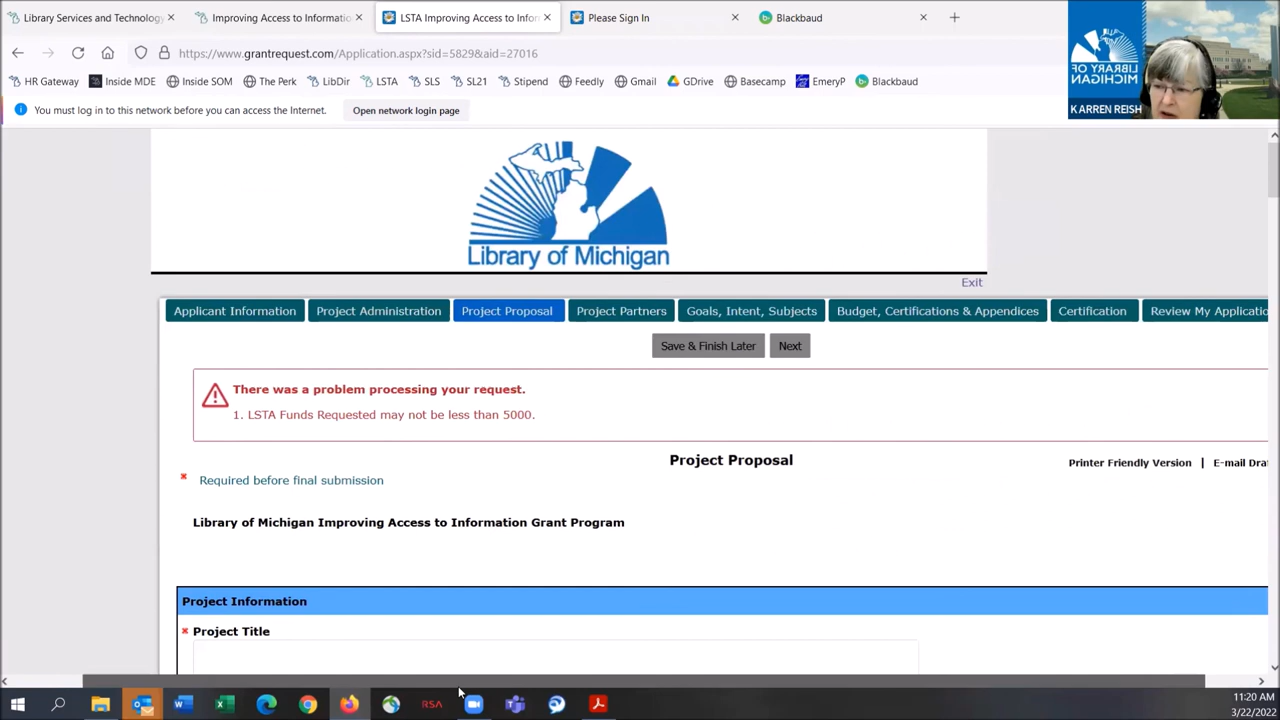 Library Services and Technology
Improving Access to Informatio
LSTA Improving Access to Infor
Please Sign In
Blackbaud
https://www.grantrequest.com/Application.aspx?sid=5829&aid=27016
HR Gateway
Inside MDE
Inside SOM
The Perk
LibDir
LSTA
SLP
SL21
Stipend
Feedly
Gmail
GDrive
Basecamp
EmeryP
Blackbaud
LIBRARY OF
MICHIGAN
KARREN REISH
You must log in to this network before you can access the Internet.
Open network login page
Library of Michigan
Exit
Applicant Information
Project Administration
Project Proposal
Project Partners
Goals, Intent, Subjects
Budget, Certifications & Appendices
Certification
Review My Applicatio
Save & Finish Later
Next
There was a problem processing your request.
1. LSTA Funds Requested may not be less than 5000.
Project Proposal
Printer Friendly Version | E-mail Dra
Required before final submission
Library of Michigan Improving Access to Information Grant Program
Project Information
Project Title
RSA
11:20 AM
3/22/2022